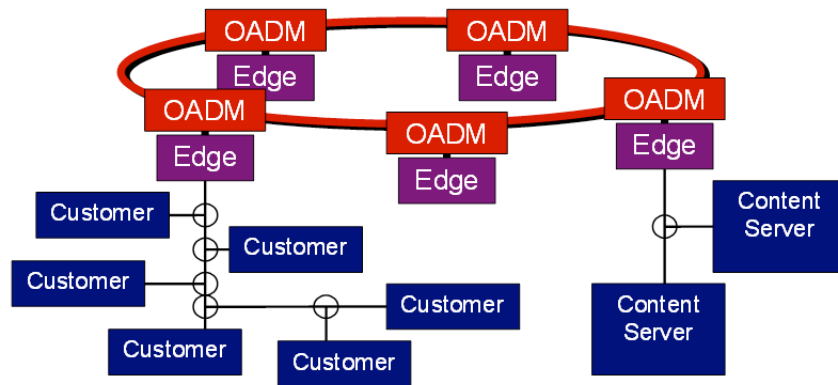 OADM
OADM
Edge
Edge
OADM
OADM
OADM
Edge
Edge
Edge
Customer
Content
Server
Customer
Customer
Customer
Content
Server
Customer
Customer